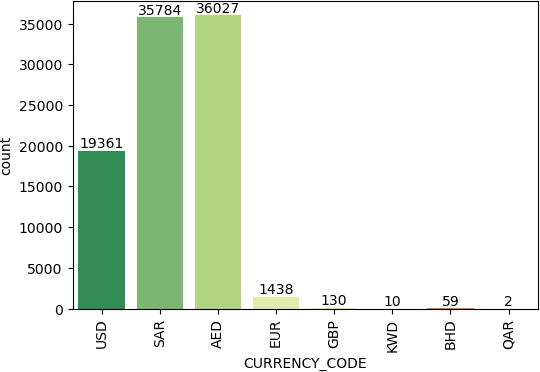 36027
35784
35000
30000
25000
20000
19361
15000
10000
5000
1438
130
10
59
2
0
count
USD
SAR
AED
EUR
GBP
KWD
BHD
QAR
CURRENCY_CODE